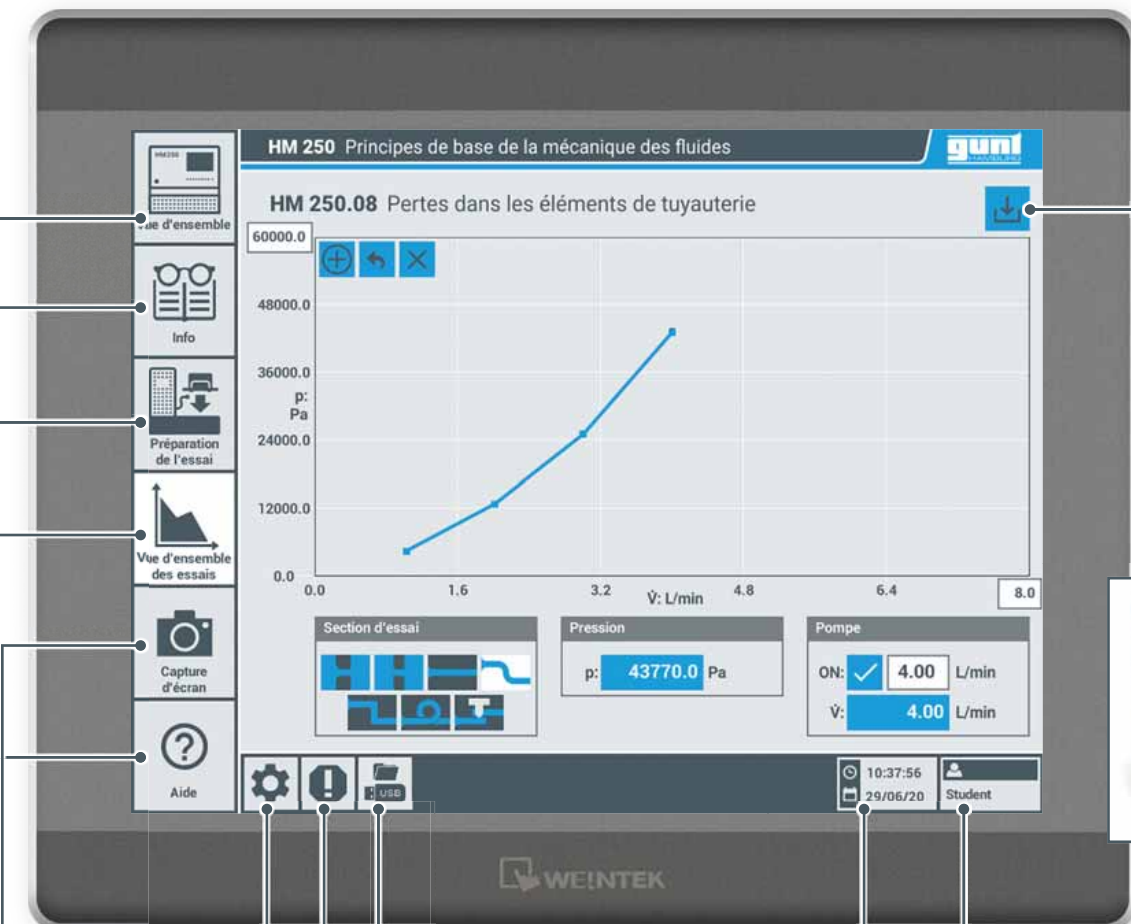 HM 250 Principes de base de la mécanique des fluides
gunt
HAMBURG
HM250
Vue d'ensemble
Info
Préparation
de l'essai
Vue d'ensemble
des essais
Capture
d'écran
Aide
HM 250.08 Pertes dans les éléments de tuyauterie
60000.0
48000.0
36000.0
p:
Pa
24000.0
12000.0
0.0
0.0 1.6 3.2 V̇: L/min 4.8 6.4 8.0
Section d'essai
Pression
p: 43770.0 Pa
Pompe
ON: 4.00 L/min
V̇: 4.00 L/min
USB
10:37:56
29/06/20
Student
WEINTEK